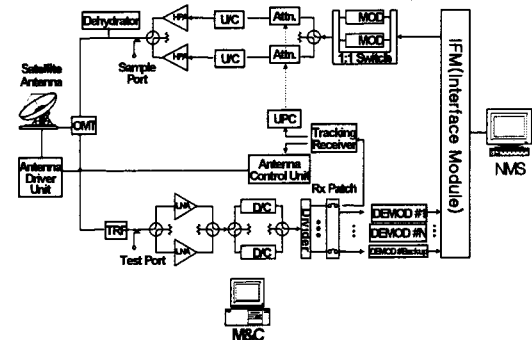 Dehydrator
HPA
U/C
Attn.
MOD
MOD
1:1 Switch
HPA
U/C
Attn.
Sample
Port
Satellite
Antenna
OMT
UPC
Tracking
Receiver
IFM(Interface Module)
NMS
Antenna
Driver
Unit
Antenna
Control Unit
Rx Patch
LNA
D/C
Divider
DEMOD #1
TRF
DEMOD #N
Test Port
LNA
D/C
DEMOD #Backup
M&C